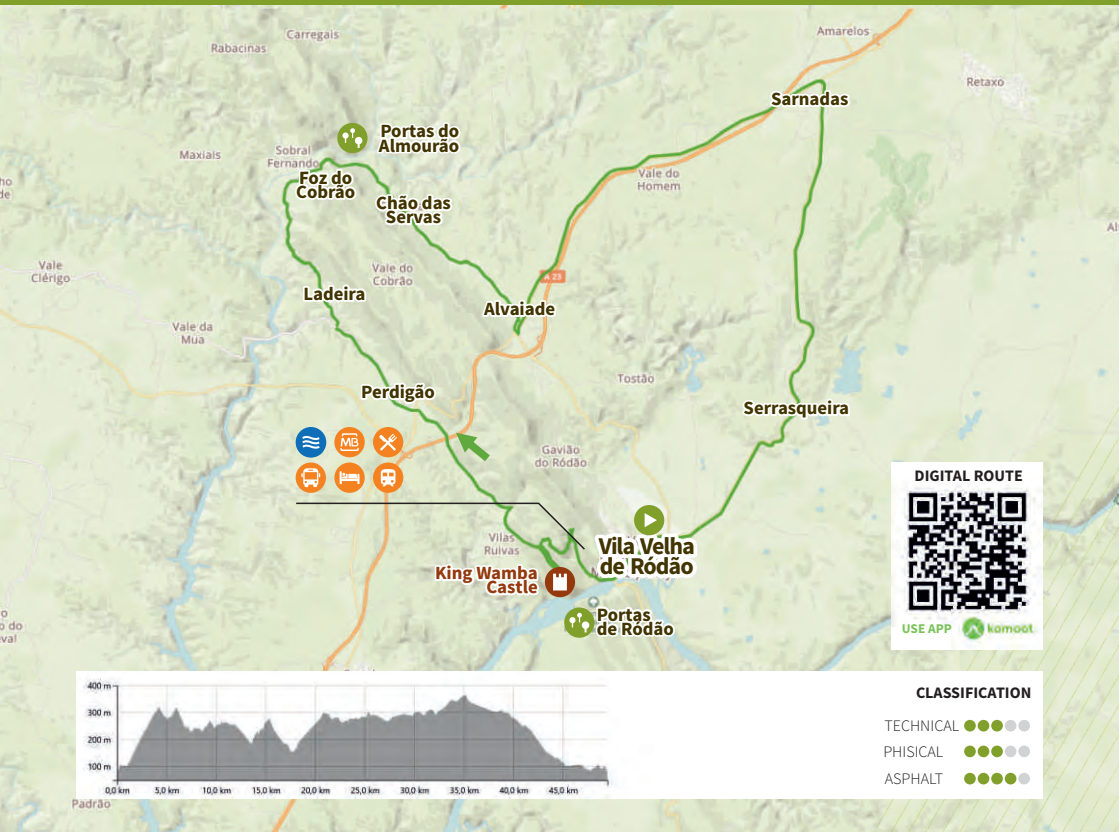 Carregais
Rabacinas
Amarelos
Retaxo
Sarnadas
Portas do
Almourão
Maxiais
Sobral
Fernando
Foz do
Cobrão
Vale do
Homem
Chão das
Servas
Vale
Clérigo
Vale do
Cobrão
A 23
Ladeira
Alvaiade
Vale da
Mua
Tostão
Perdigão
Serrasqueira
MB
Gavião
do Ródão
DIGITAL ROUTE
Vilas
Ruivas
Vila Velha
de Ródão
King Wamba
Castle
Portas
de Ródão
USE APP komoot
400 m
300 m
200 m
100 m
0,0 km 5,0 km 10,0 km 15,0 km 20,0 km 25,0 km 30,0 km 35,0 km 40,0 km 45,0 km
CLASSIFICATION
TECHNICAL
PHISICAL
ASPHALT
Padrão